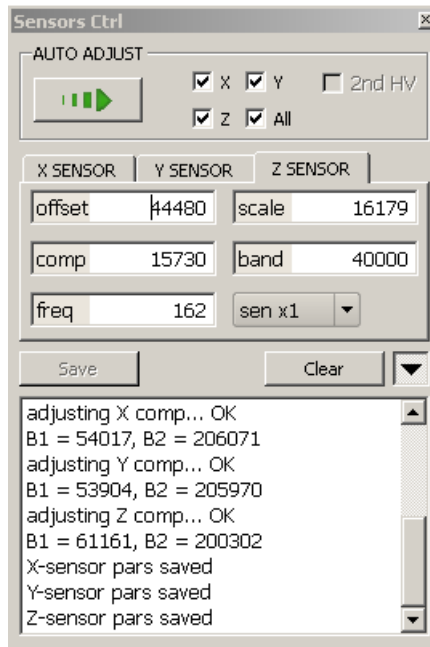 Sensors Ctrl
AUTO ADJUST
X Y 2nd HV
Z All
X SENSOR Y SENSOR Z SENSOR
offset 44480 scale 16179
comp 15730 band 40000
freq 162 sen x1
Save Clear
adjusting X comp... OK
B1 = 54017, B2 = 206071
adjusting Y comp... OK
B1 = 53904, B2 = 205970
adjusting Z comp... OK
B1 = 61161, B2 = 200302
X-sensor pars saved
Y-sensor pars saved
Z-sensor pars saved